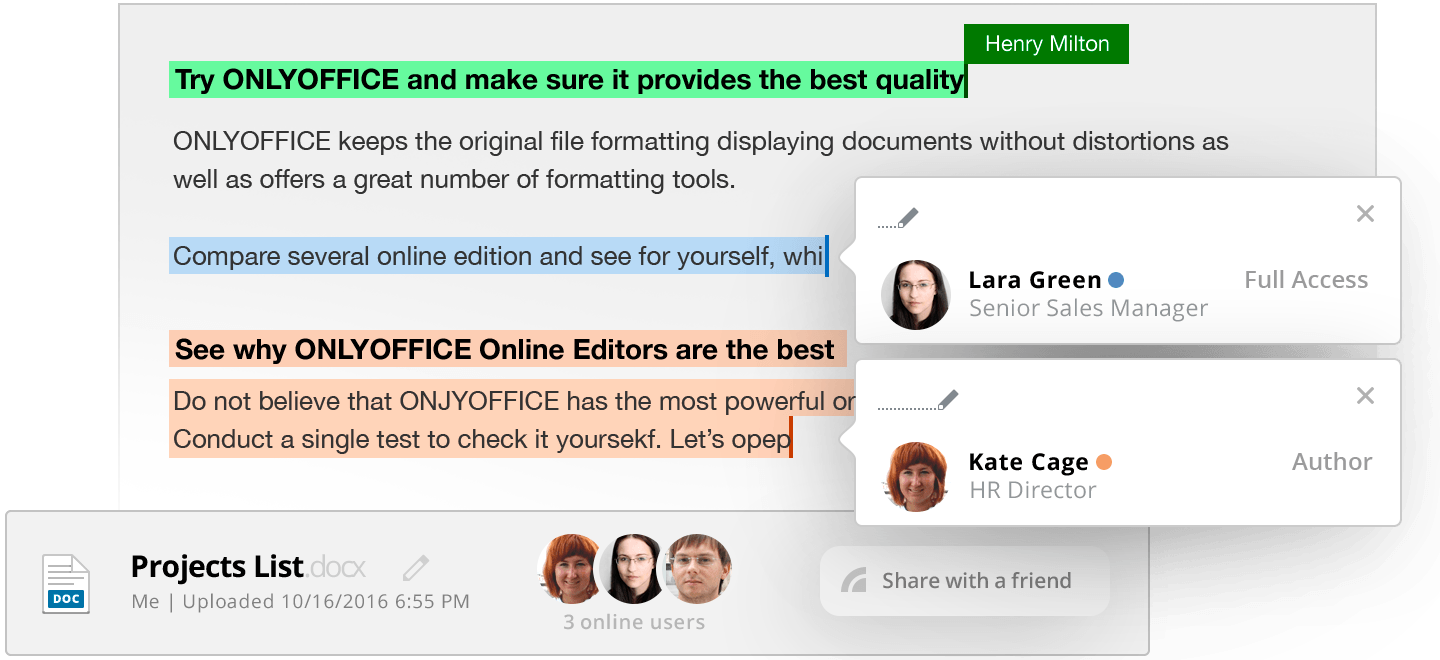 Henry Milton
Try ONLYOFFICE and make sure it provides the best quality
ONLYOFFICE keeps the original file formatting displaying documents without distortions as
well as offers a great number of formatting tools.
Compare several online edition and see for yourself, whi
Lara Green
Full Access
Senior Sales Manager
See why ONLYOFFICE Online Editors are the best
Do not believe that ONJYOFFICE has the most powerful or
Conduct a single test to check it yoursekf. Let’s opep
Kate Cage
Author
HR Director
Projects List.docx
Me | Uploaded 10/16/2016 6:55 PM
DOC
3 online users
Share with a friend